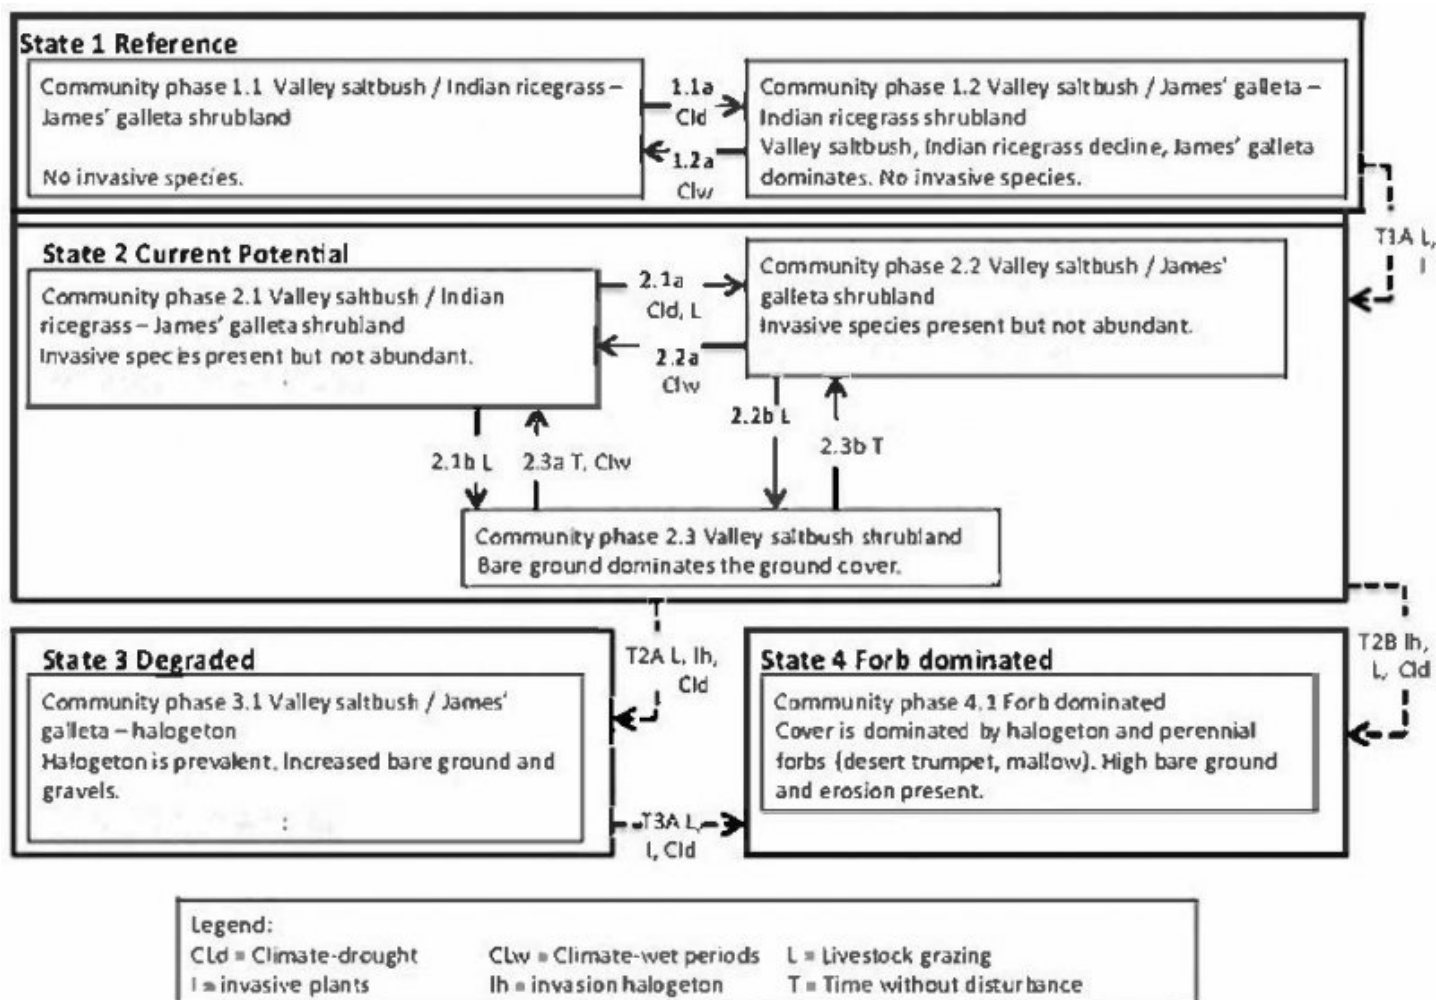 State 1 Reference
Community phase 1.1 Valley saltbush / Indian ricegrass –
James' galleta shrubland
No invasive species.
1.1a
Cld
1.2a
Clw
Community phase 1.2 Valley saltbush / James' galleta –
Indian ricegrass shrubland
Valley saltbush, Indian ricegrass decline, James' galleta
dominates. No invasive species.
T1A L,
I
State 2 Current Potential
Community phase 2.1 Valley saltbush / Indian
ricegrass – James' galleta shrubland
Invasive species present but not abundant.
2.1a
Cld, L
2.2a
Clw
Community phase 2.2 Valley saltbush / James'
galleta shrubland
Invasive species present but not abundant.
2.1b L
2.3a T, Clw
2.2b L
2.3b T
Community phase 2.3 Valley saltbush shrubland
Bare ground dominates the ground cover.
State 3 Degraded
Community phase 3.1 Valley saltbush / James'
galleta – halogeton
Halogeton is prevalent. Increased bare ground and
gravels.
T2A L, Ih,
Cld
T3A L,
I, Cld
State 4 Forb dominated
Community phase 4.1 Forb dominated
Cover is dominated by halogeton and perennial
forbs (desert trumpet, mallow). High bare ground
and erosion present.
T2B Ih,
L, Cld
Legend:
CLd = Climate-drought CLw = Climate-wet periods L = Livestock grazing
I = invasive plants Ih = invasion halogeton T = Time without disturbance